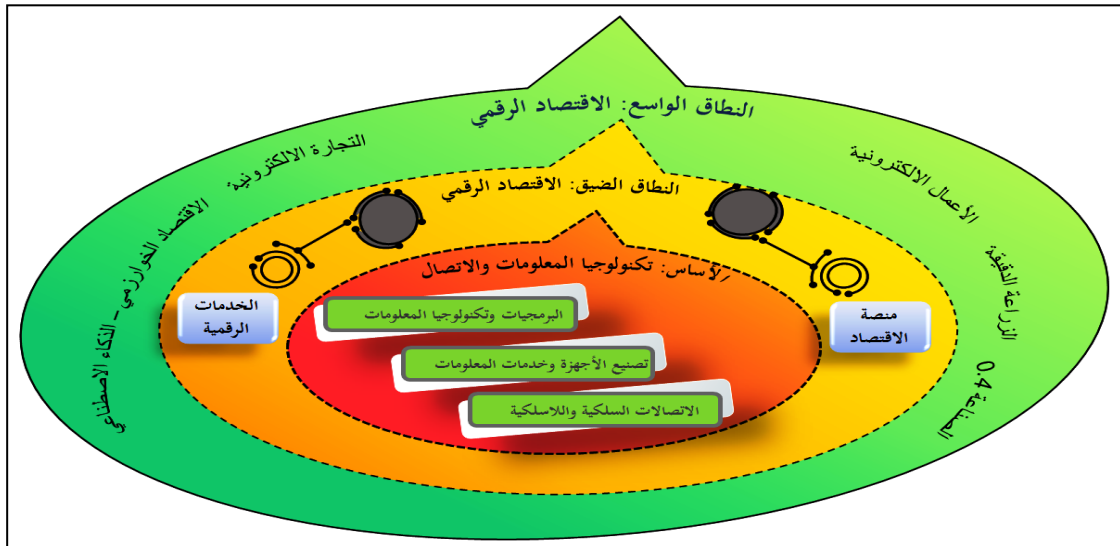 النطاق الواسع: الاقتصاد الرقمي
التجارة الالكترونية
الاقتصاد الخوارزمي – الذكاء الاصطناعي
الأعمال الالكترونية
الزراعة الدقيقة
الصناعة 0.4
النطاق الضيق: الاقتصاد الرقمي
منصة
الاقتصاد
الخدمات
الرقمية
الأساس: تكنولوجيا المعلومات والاتصال
البرمجيات وتكنولوجيا المعلومات
تصنيع الأجهزة وخدمات المعلومات
الاتصالات السلكية واللاسلكية